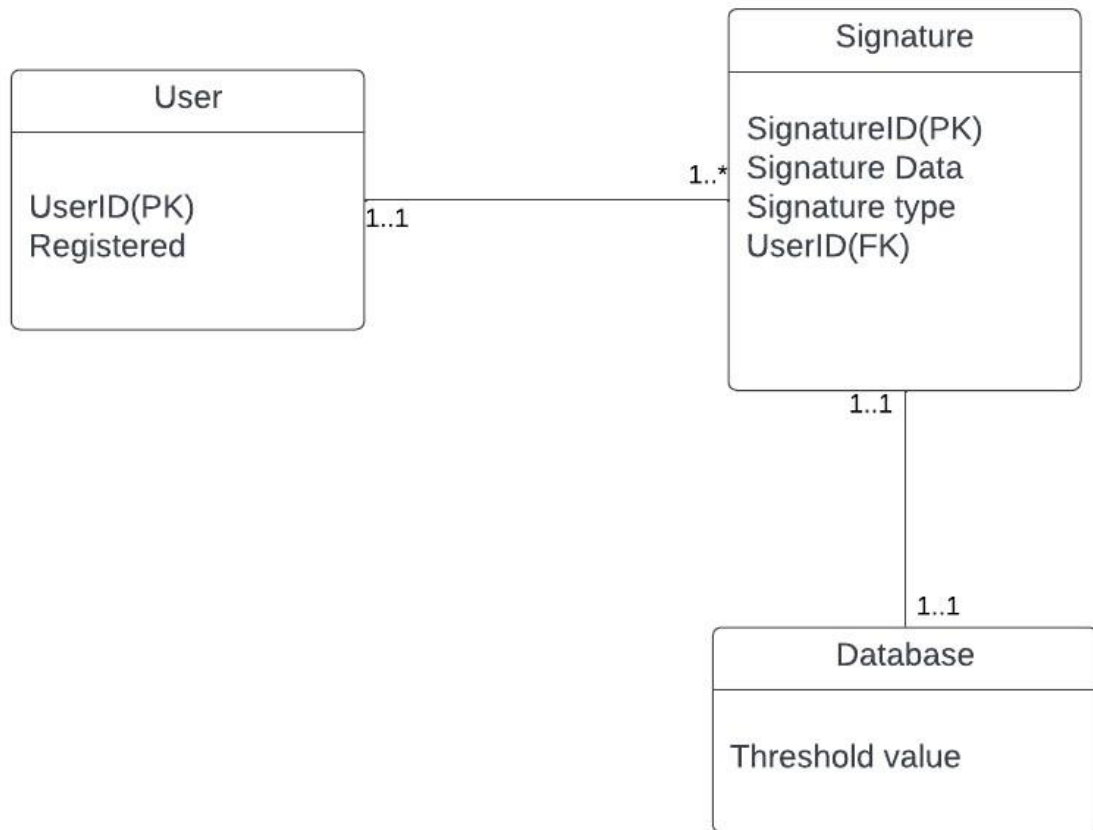 User
UserID(PK)
Registered
1..1
1..*
Signature
SignatureID(PK)
Signature Data
Signature type
UserID(FK)
1..1
1..1
Database
Threshold value